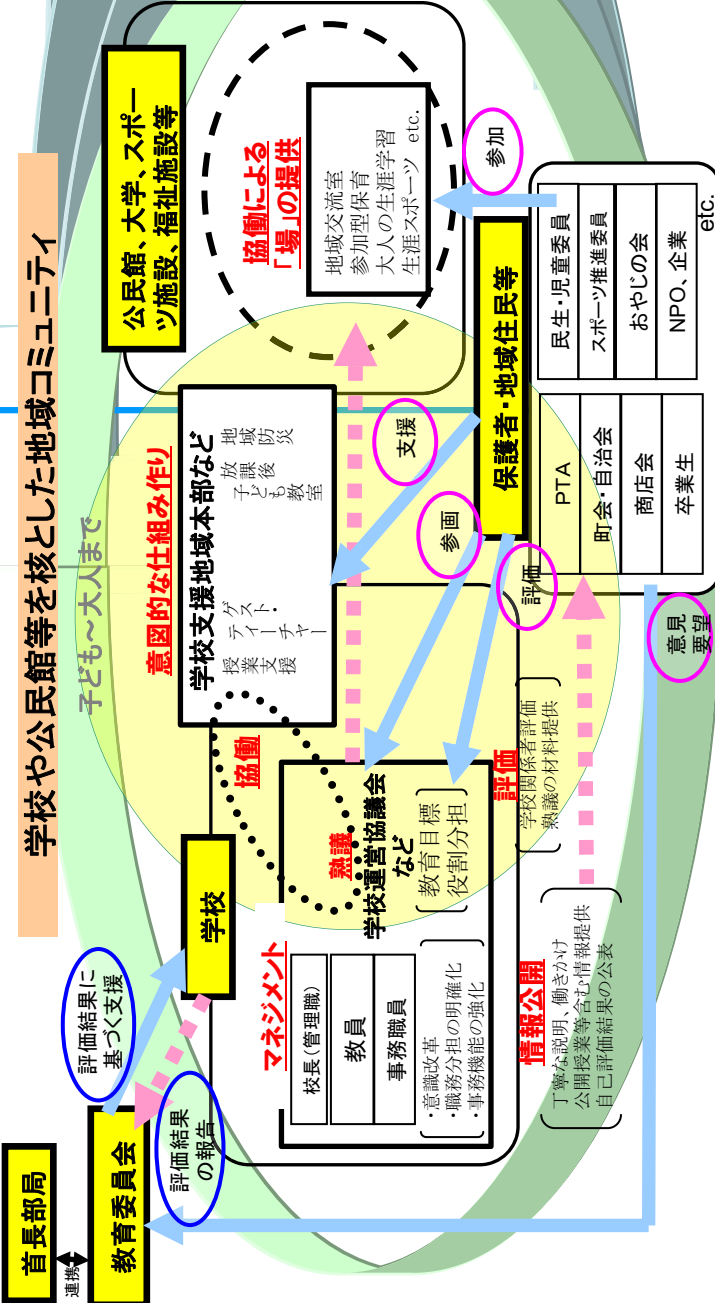 学校や公民館等を核とした地域コミュニティ
子ども～大人まで
首長部局
連携
教育委員会
評価結果に
基づく支援
評価結果
の報告
学校
マネジメント
校長（管理職）
教員
事務職員
・意識改革
・職務分担の明確化
・事務機能の強化
熟議
学校運営協議会
など
教育目標
役割分担
協働
意図的な仕組み作り
学校支援地域本部など
授業
支援
ゲスト・
ティー
チャー
放課後
子ども
教室
地域
防災
公民館、大学、スポー
ツ施設、福祉施設等
協働による
「場」の提供
地域交流室
参加型保育
大人の生涯学習
生涯スポーツ etc.
参加
支援
参画
評価
保護者・地域住民等
PTA
町会・自治会
商店会
卒業生
民生・児童委員
スポーツ推進委員
おやじの会
NPO、企業
etc.
評価
学校関係者評価
熟議の材料提供
情報公開
丁寧な説明、働きかけ
公開授業等含む情報提供
自己評価結果の公表
意見
要望